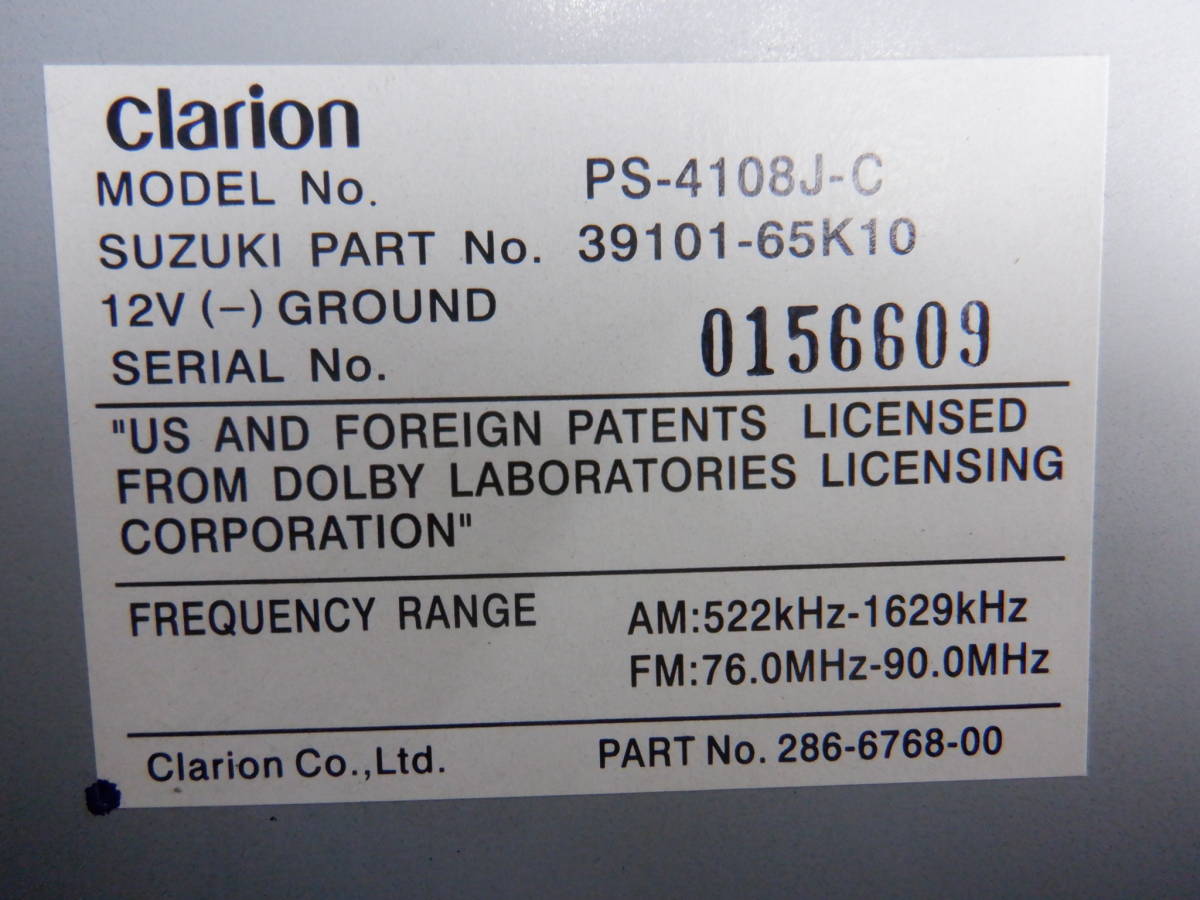 clarion
MODEL No. PS-4108J-C
SUZUKI PART No. 39101-65K10
12V (−) GROUND
SERIAL No. 0156609
"US AND FOREIGN PATENTS LICENSED
FROM DOLBY LABORATORIES LICENSING
CORPORATION"
FREQUENCY RANGE AM:522kHz-1629kHz
FM:76.0MHz-90.0MHz
Clarion Co.,Ltd. PART No. 286-6768-00